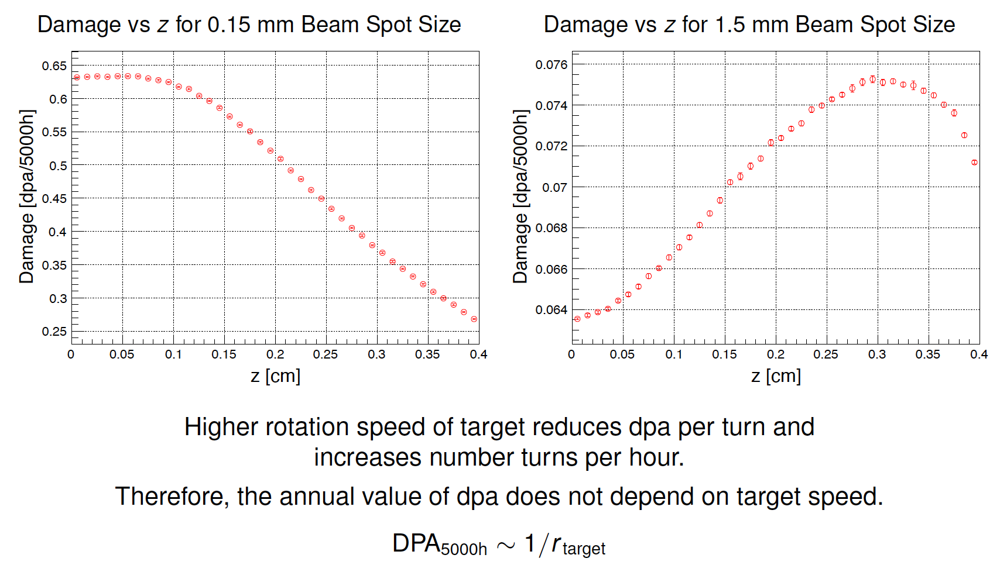 Damage vs z for 0.15 mm Beam Spot Size
Damage [dpa/5000h]
0.65
0.6
0.55
0.5
0.45
0.4
0.35
0.3
0.25
0 0.05 0.1 0.15 0.2 0.25 0.3 0.35 0.4
z [cm]
Damage vs z for 1.5 mm Beam Spot Size
Damage [dpa/5000h]
0.076
0.074
0.072
0.07
0.068
0.066
0.064
0 0.05 0.1 0.15 0.2 0.25 0.3 0.35 0.4
z [cm]
Higher rotation speed of target reduces dpa per turn and
increases number turns per hour.
Therefore, the annual value of dpa does not depend on target speed.
DPA5000h ∼ 1/rtarget